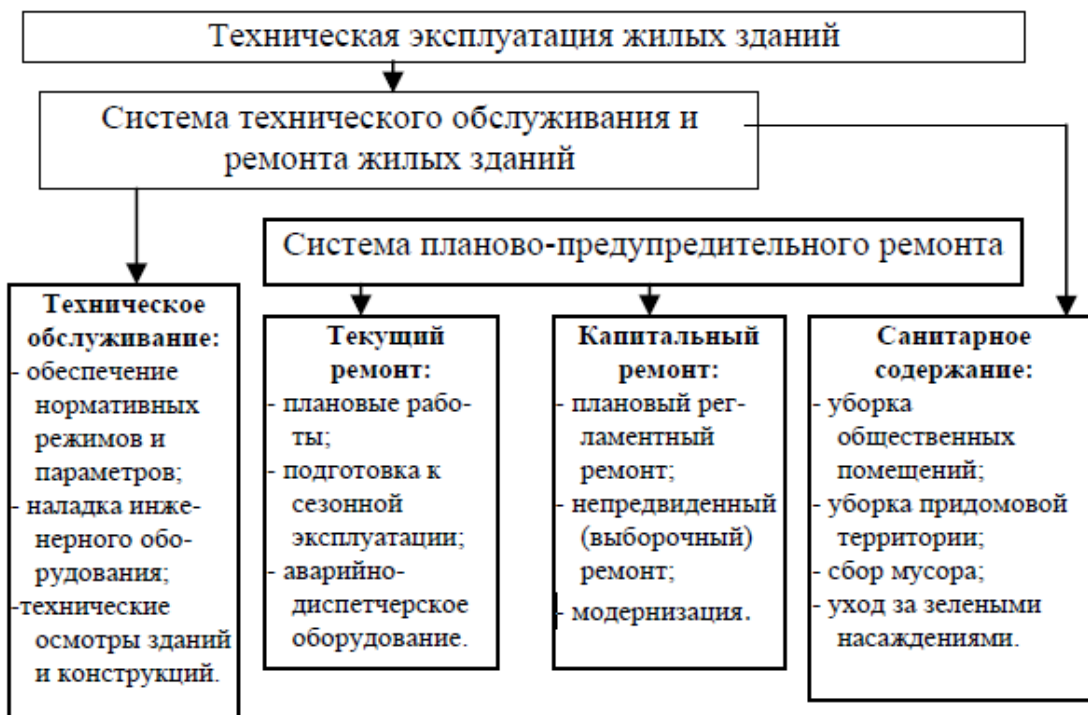 Техническая эксплуатация жилых зданий
Система технического обслуживания и
ремонта жилых зданий
Система планово-предупредительного ремонта
Техническое
обслуживание:
- обеспечение
нормативных
режимов и
параметров;
- наладка инже-
нерного обо-
рудования;
-технические
осмотры зданий
и конструкций.
Текущий
ремонт:
- плановые рабо-
ты;
- подготовка к
сезонной
эксплуатации;
- аварийно-
диспетчерское
оборудование.
Капитальный
ремонт:
- плановый рег-
ламентный
ремонт;
- непредвиденный
(выборочный)
ремонт;
- модернизация.
Санитарное
содержание:
- уборка
общественных
помещений;
- уборка придомовой
территории;
- сбор мусора;
- уход за зелеными
насаждениями.